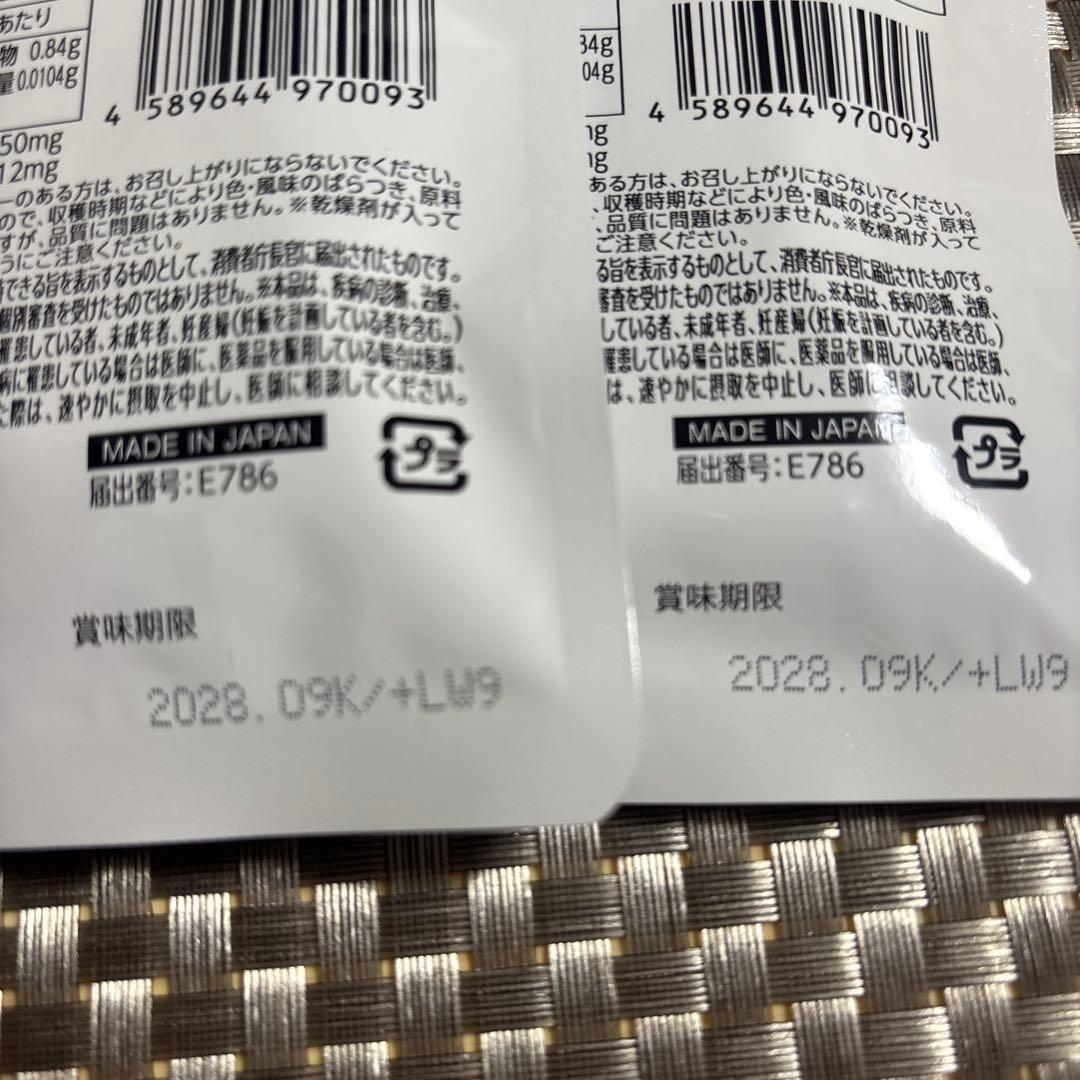 あたり
物 0.84g
量0.0104g
4 589644 970093
50mg
12mg
ーのある方は、お召し上がりにならないでください。
ので、収穫時期などにより色・風味のばらつき、原料
すが、品質に問題はありません。※乾燥剤が入って
うにご注意ください。
できる旨を表示するものとして、消費者庁長官に届出されたものです。
個別審査を受けたものではありません。※本品は、疾病の診断、治療、
罹患している者、未成年者、妊産婦(妊娠を計画している者を含む。)
病に罹患している場合は医師に、医薬品を服用している場合は医師、
た際は、速やかに摂取を中止し、医師に相談してください。
MADE IN JAPAN
プラ
届出番号:E786
賞味期限
2028.09K/+LW9
84g
04g
4 589644 970093
mg
mg
ある方は、お召し上がりにならないでください。
、収穫時期などにより色・風味のばらつき、原料
、品質に問題はありません。※乾燥剤が入って
ご注意ください。
る旨を表示するものとして、消費者庁長官に届出されたものです。
審査を受けたものではありません。※本品は、疾病の診断、治療、
している者、未成年者、妊産婦(妊娠を計画している者を含む。)
罹患している場合は医師に、医薬品を服用している場合は医師、
は、速やかに摂取を中止し、医師に相談してください。
MADE IN JAPAN
プラ
届出番号:E786
賞味期限
2028.09K/+LW9